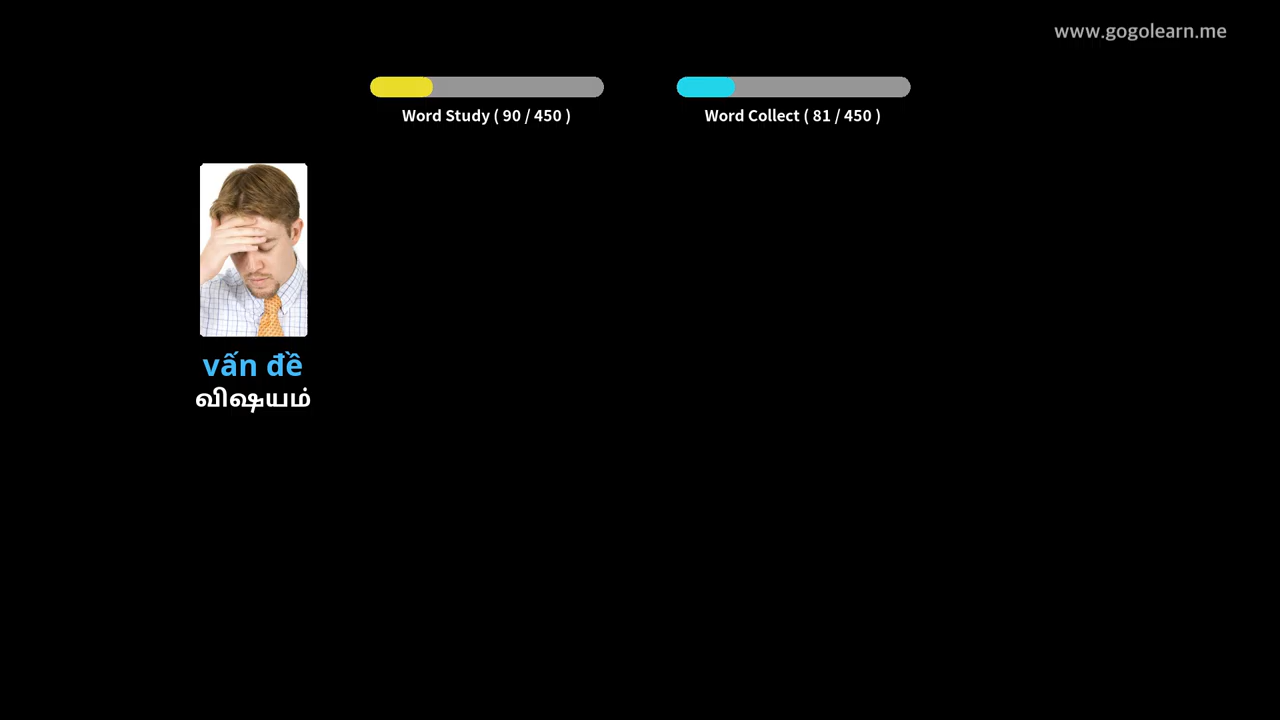 www.gogolearn.me
Word Study ( 90 / 450 )
Word Collect ( 81 / 450 )
vấn đề
விஷயம்